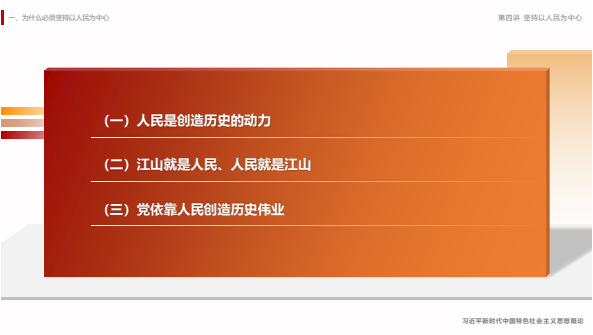 一、为什么必须坚持以人民为中心
第四讲 坚持以人民为中心
（一）人民是创造历史的动力
（二）江山就是人民、人民就是江山
（三）党依靠人民创造历史伟业
习近平新时代中国特色社会主义思想概论